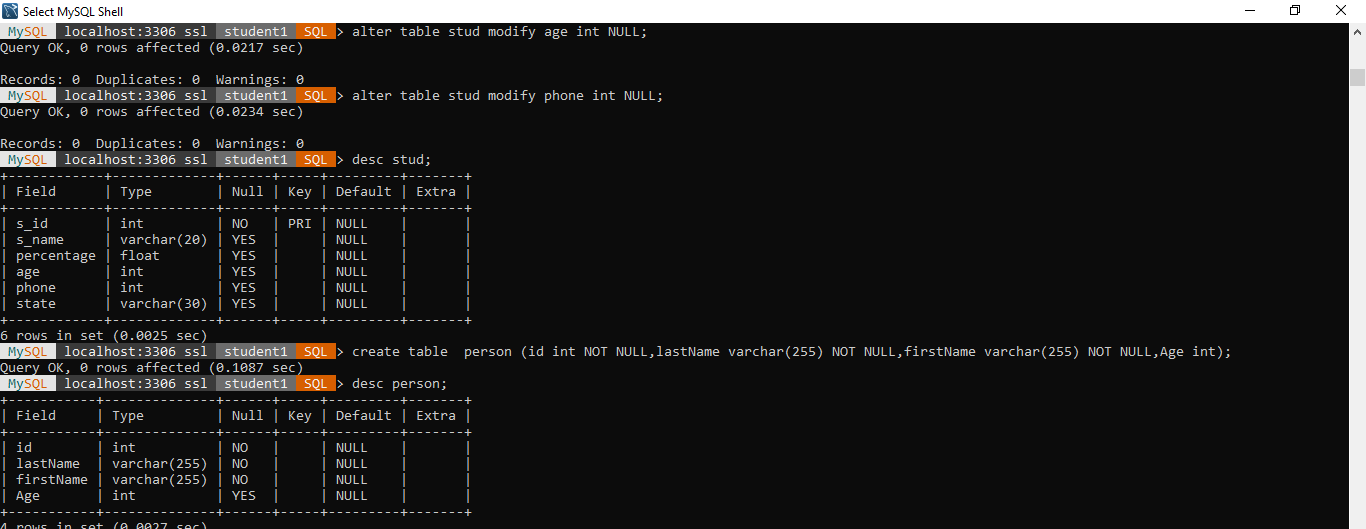 Select MySQL Shell
MySQL localhost:3306 ssl student1 SQL > alter table stud modify age int NULL;
Query OK, 0 rows affected (0.0217 sec)
Records: 0  Duplicates: 0  Warnings: 0
MySQL localhost:3306 ssl student1 SQL > alter table stud modify phone int NULL;
Query OK, 0 rows affected (0.0234 sec)
Records: 0  Duplicates: 0  Warnings: 0
MySQL localhost:3306 ssl student1 SQL > desc stud;
+------------+-------------+------+-----+---------+-------+
| Field      | Type        | Null | Key | Default | Extra |
+------------+-------------+------+-----+---------+-------+
| s_id       | int         | NO   | PRI | NULL    |       |
| s_name     | varchar(20) | YES  |     | NULL    |       |
| percentage | float       | YES  |     | NULL    |       |
| age        | int         | YES  |     | NULL    |       |
| phone      | int         | YES  |     | NULL    |       |
| state      | varchar(30) | YES  |     | NULL    |       |
+------------+-------------+------+-----+---------+-------+
6 rows in set (0.0025 sec)
MySQL localhost:3306 ssl student1 SQL > create table  person (id int NOT NULL,lastName varchar(255) NOT NULL,firstName varchar(255) NOT NULL,Age int);
Query OK, 0 rows affected (0.1087 sec)
MySQL localhost:3306 ssl student1 SQL > desc person;
+-----------+--------------+------+-----+---------+-------+
| Field     | Type         | Null | Key | Default | Extra |
+-----------+--------------+------+-----+---------+-------+
| id        | int          | NO   |     | NULL    |       |
| lastName  | varchar(255) | NO   |     | NULL    |       |
| firstName | varchar(255) | NO   |     | NULL    |       |
| Age       | int          | YES  |     | NULL    |       |
+-----------+--------------+------+-----+---------+-------+
4 rows in set (0.0027 sec)